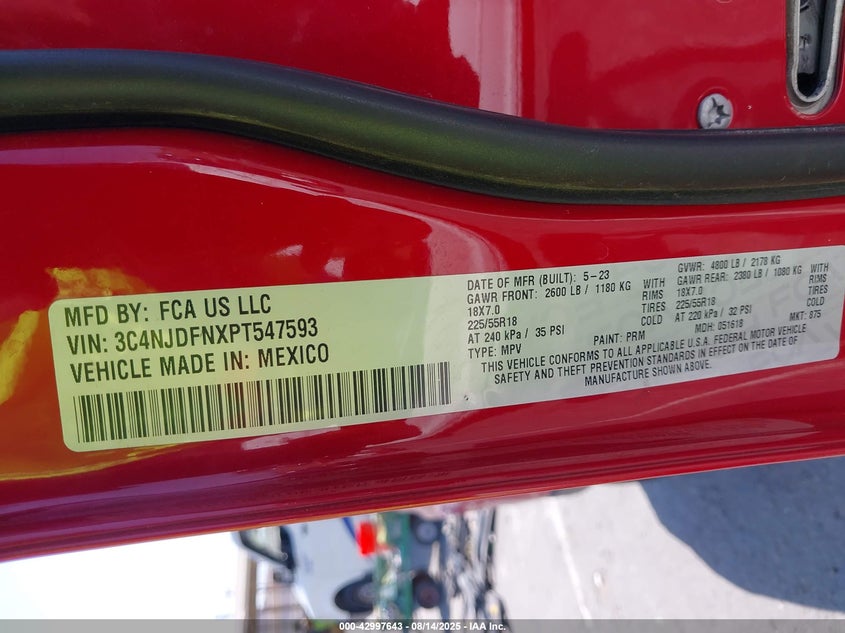 MFD BY: FCA US LLC
VIN: 3C4NJDFNXPT547593
VEHICLE MADE IN: MEXICO
DATE OF MFR (BUILT): 5-23
GVWR: 4800 LB / 2178 KG
GAWR FRONT: 2600 LB / 1180 KG WITH
GAWR REAR: 2380 LB / 1080 KG WITH
18X7.0 RIMS
18X7.0 RIMS
225/55R18 TIRES
225/55R18 TIRES
AT 240 kPa / 35 PSI COLD
AT 220 kPa / 32 PSI COLD
TYPE: MPV PAINT: PRM MDH: 051618 MKT: 875
THIS VEHICLE CONFORMS TO ALL APPLICABLE U.S.A. FEDERAL MOTOR VEHICLE
SAFETY AND THEFT PREVENTION STANDARDS IN EFFECT ON THE DATE OF
MANUFACTURE SHOWN ABOVE.
000-42997643 - 08/14/2025 - IAA Inc.